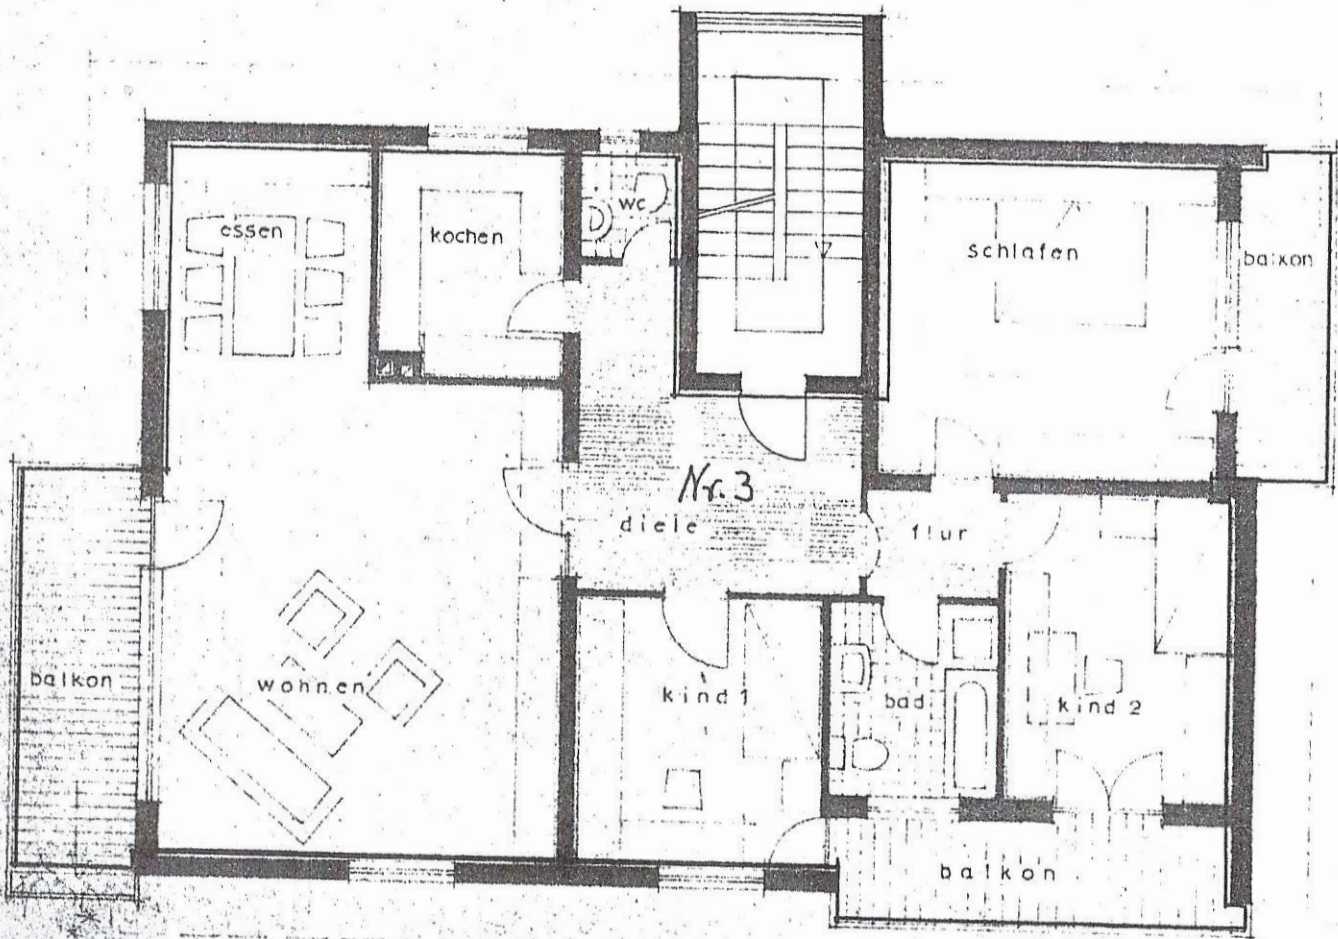 essen
kochen
wc
schlafen
balkon
Nr. 3
diele
flur
balkon
wohnen
kind 1
bad
kind 2
balkon